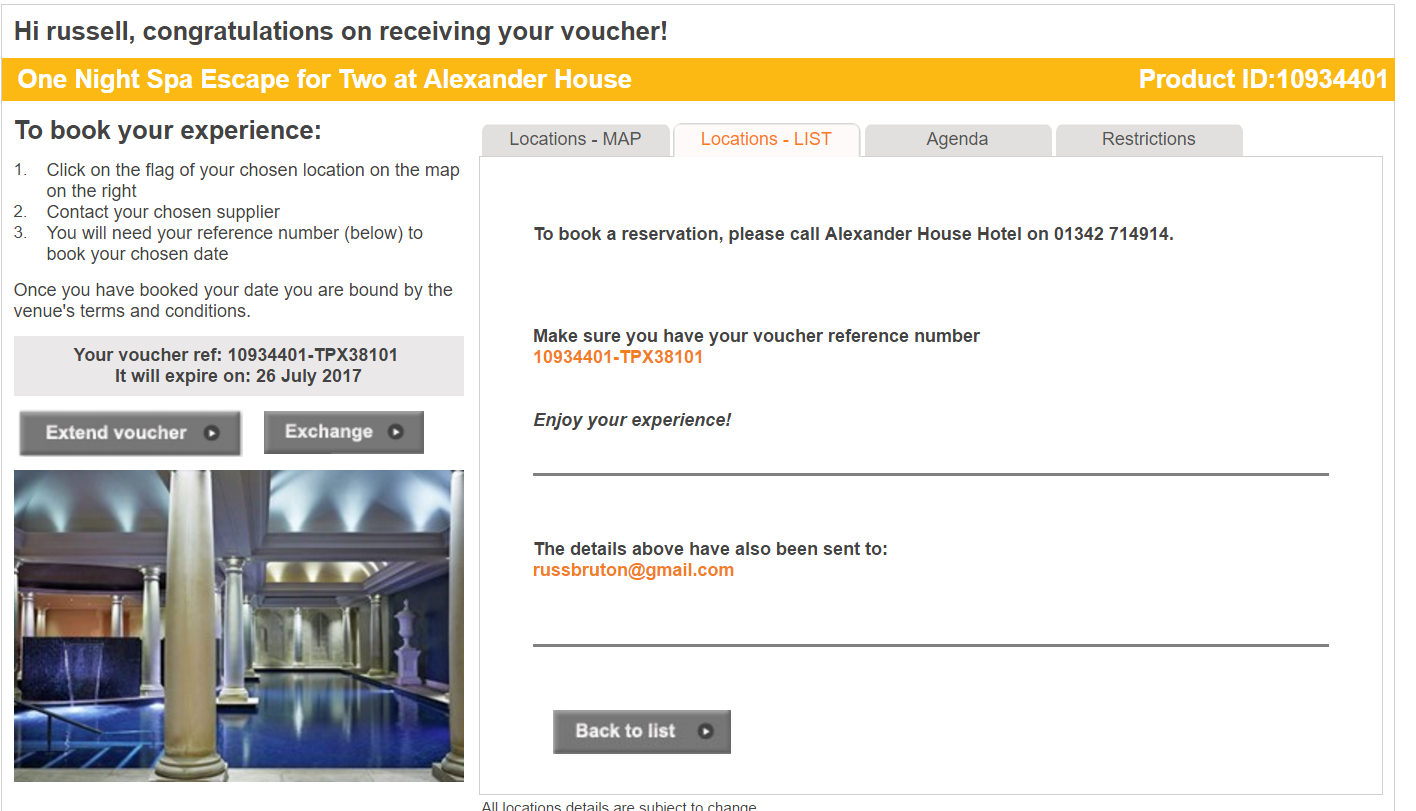 Hi russell, congratulations on receiving your voucher!
One Night Spa Escape for Two at Alexander House
Product ID:10934401
To book your experience:
1. Click on the flag of your chosen location on the map
on the right
2. Contact your chosen supplier
3. You will need your reference number (below) to
book your chosen date
Once you have booked your date you are bound by the
venue's terms and conditions.
Your voucher ref: 10934401-TPX38101
It will expire on: 26 July 2017
Extend voucher
Exchange
Locations - MAP
Locations - LIST
Agenda
Restrictions
To book a reservation, please call Alexander House Hotel on 01342 714914.
Make sure you have your voucher reference number
10934401-TPX38101
Enjoy your experience!
The details above have also been sent to:
russbruton@gmail.com
Back to list
All locations details are subject to change